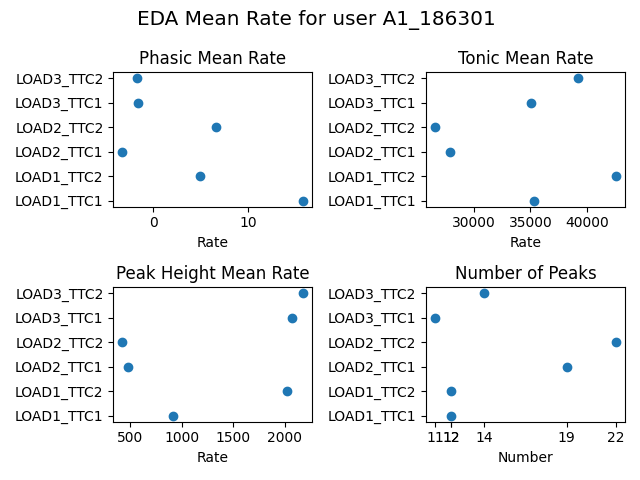 EDA Mean Rate for user A1_186301
Phasic Mean Rate
LOAD3_TTC2
LOAD3_TTC1
LOAD2_TTC2
LOAD2_TTC1
LOAD1_TTC2
LOAD1_TTC1
0 10
Rate
Tonic Mean Rate
LOAD3_TTC2
LOAD3_TTC1
LOAD2_TTC2
LOAD2_TTC1
LOAD1_TTC2
LOAD1_TTC1
30000 35000 40000
Rate
Peak Height Mean Rate
LOAD3_TTC2
LOAD3_TTC1
LOAD2_TTC2
LOAD2_TTC1
LOAD1_TTC2
LOAD1_TTC1
500 1000 1500 2000
Rate
Number of Peaks
LOAD3_TTC2
LOAD3_TTC1
LOAD2_TTC2
LOAD2_TTC1
LOAD1_TTC2
LOAD1_TTC1
11 12 14 19 22
Number